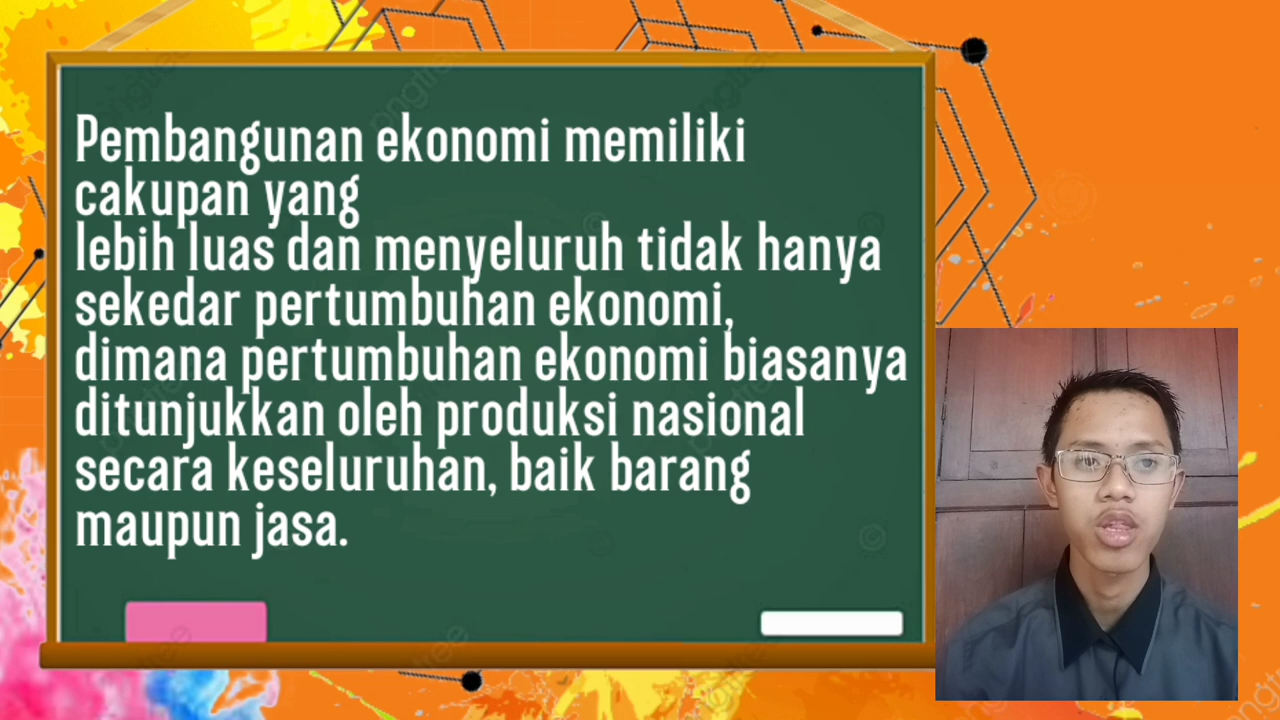 Pembangunan ekonomi memiliki
cakupan yang
lebih luas dan menyeluruh tidak hanya
sekedar pertumbuhan ekonomi,
dimana pertumbuhan ekonomi biasanya
ditunjukkan oleh produksi nasional
secara keseluruhan, baik barang
maupun jasa.